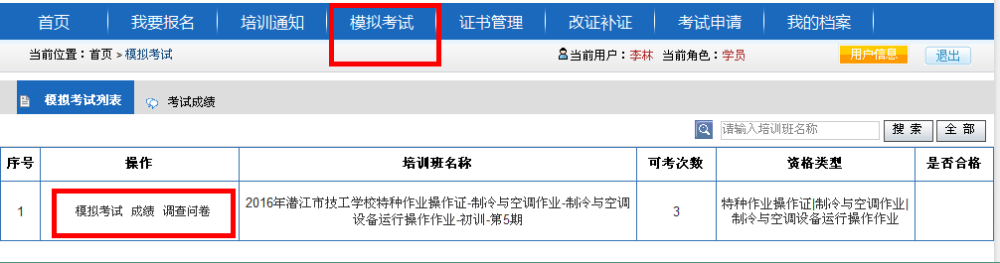 首页 我要报名 培训通知 模拟考试 证书管理 改证补证 考试申请 我的档案
当前位置：首页 > 模拟考试 当前用户：李林 当前角色：学员 用户信息 退出
模拟考试列表 考试成绩
请输入培训班名称 搜 索 全 部
序号 操作 培训班名称 可考次数 资格类型 是否合格
1 模拟考试 成绩 调查问卷 2016年潜江市技工学校特种作业操作证-制冷与空调作业-制冷与空调 3 特种作业操作证|制冷与空调作业|
设备运行操作作业-初训-第5期 制冷与空调设备运行操作作业